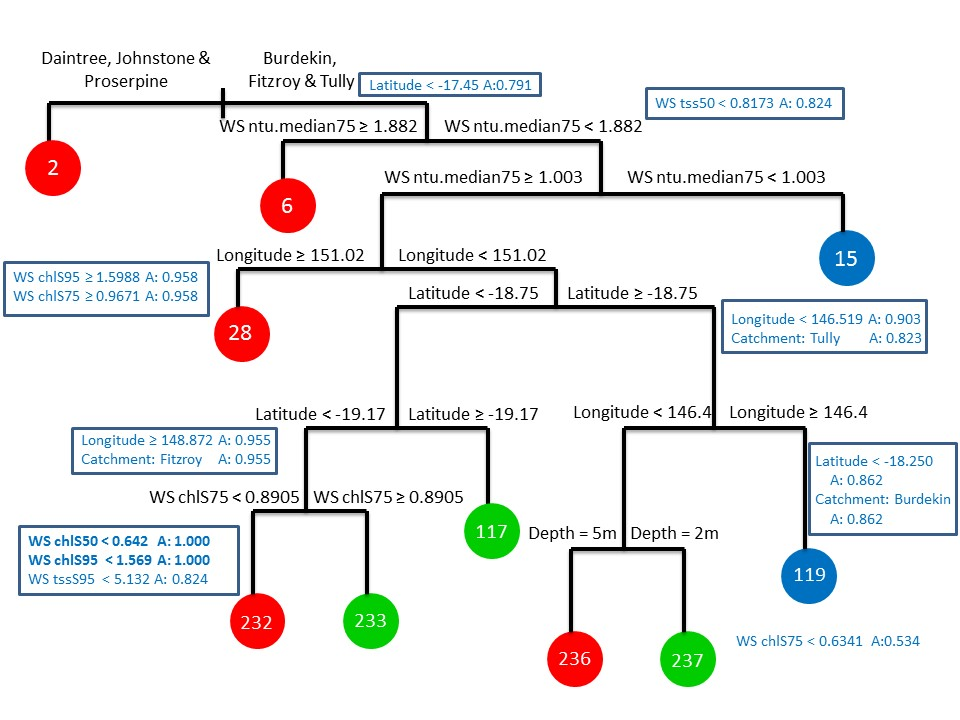 Daintree, Johnstone &
Proserpine
Burdekin,
Fitzroy & Tully
Latitude < -17.45 A:0.791
WS tss50 < 0.8173 A: 0.824
WS ntu.median75 ≥ 1.882
WS ntu.median75 < 1.882
2
WS ntu.median75 ≥ 1.003
WS ntu.median75 < 1.003
6
Longitude ≥ 151.02
Longitude < 151.02
15
WS chlS95 ≥ 1.5988 A: 0.958
WS chlS75 ≥ 0.9671 A: 0.958
Latitude < -18.75
Latitude ≥ -18.75
28
Longitude < 146.519 A: 0.903
Catchment: Tully A: 0.823
Latitude < -19.17
Latitude ≥ -19.17
Longitude < 146.4
Longitude ≥ 146.4
Longitude ≥ 148.872 A: 0.955
Catchment: Fitzroy A: 0.955
Latitude < -18.250
A: 0.862
Catchment: Burdekin
A: 0.862
WS chlS75 < 0.8905
WS chlS75 ≥ 0.8905
117
Depth = 5m
Depth = 2m
WS chlS50 < 0.642 A: 1.000
WS chlS95 < 1.569 A: 1.000
WS tssS95 < 5.132 A: 0.824
119
232
233
236
237
WS chlS75 < 0.6341 A:0.534